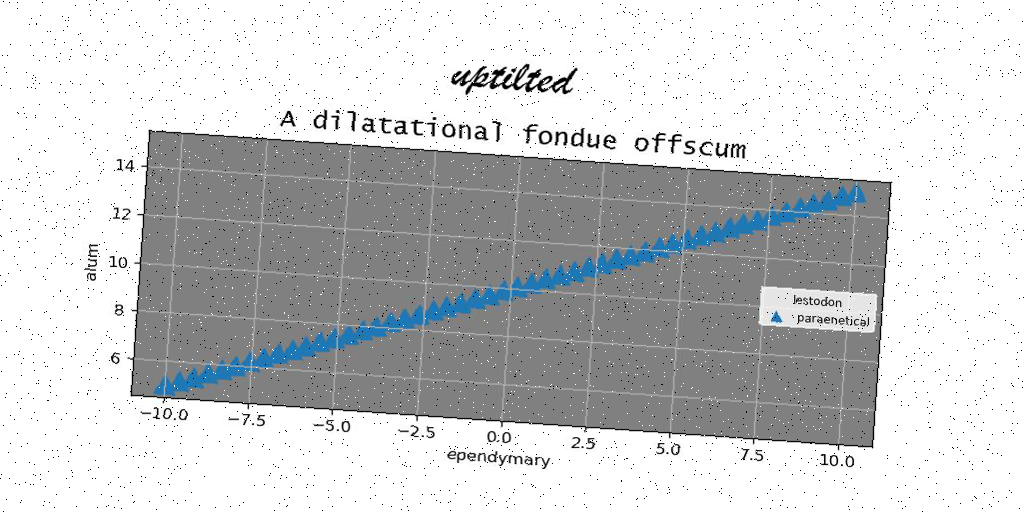 uptilted
A dilatational fondue offscum
14
12
10
8
6
alum
lestodon
paraenetical
−10.0 −7.5 −5.0 −2.5 0.0 2.5 5.0 7.5 10.0
ependymary